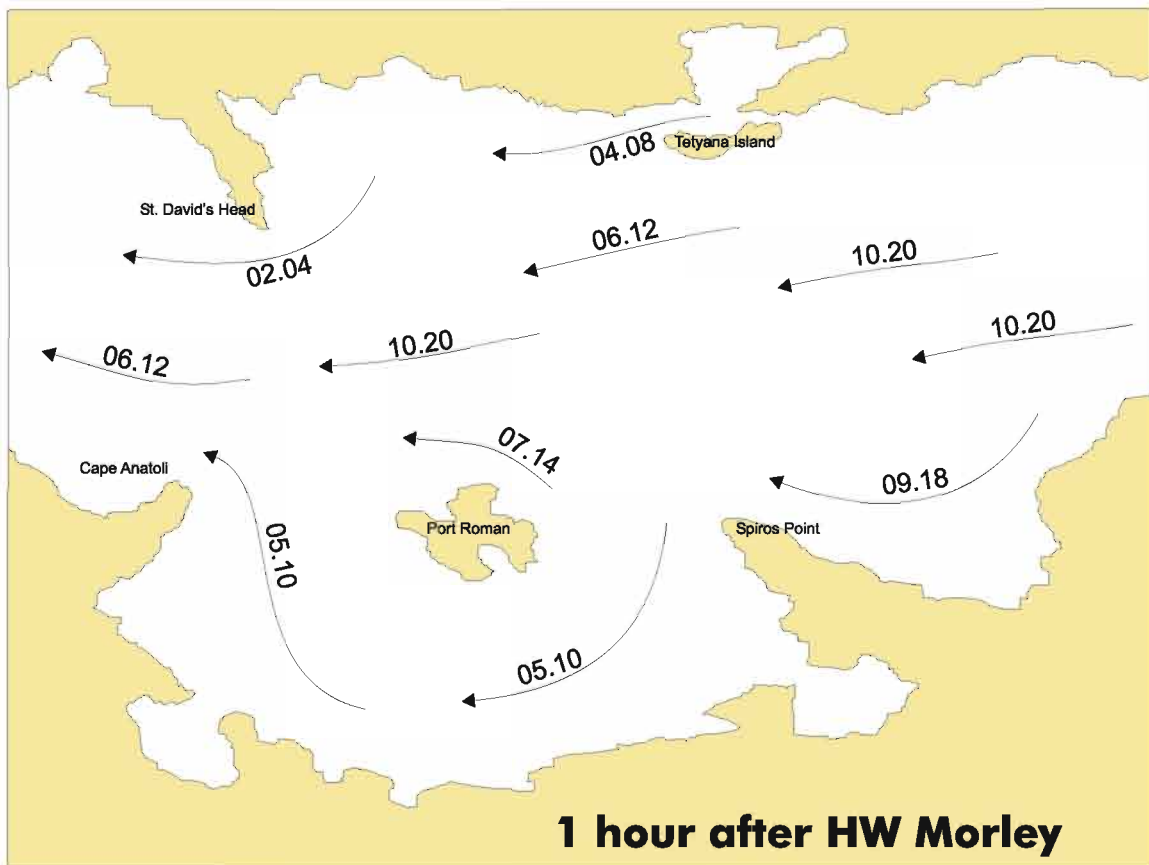 Tetyana Island
04.08
St. David's Head
06.12
10.20
02.04
10.20
10.20
06.12
07.14
Cape Anatoli
09.18
Port Roman
Spiros Point
05.10
05.10
1 hour after HW Morley